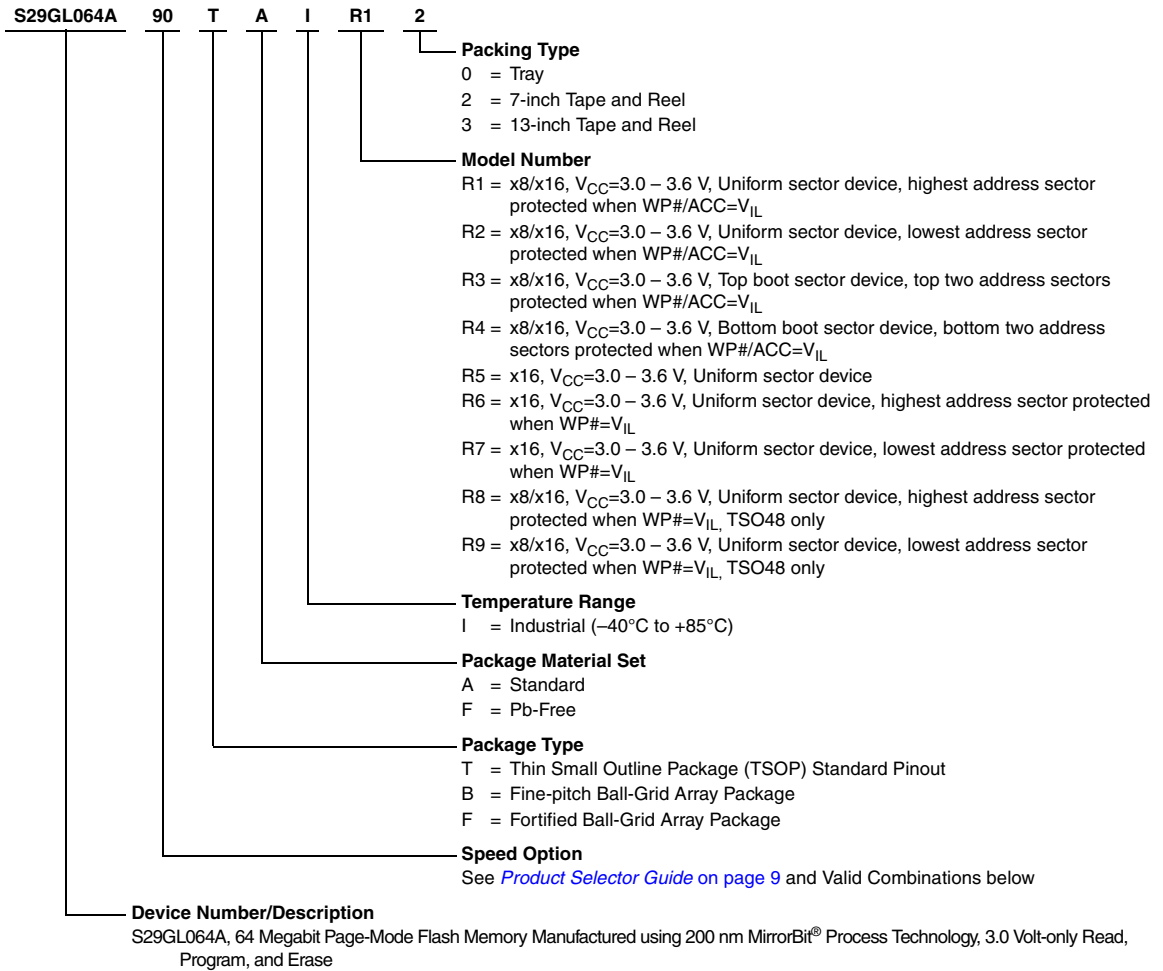 S29GL064A 90 T A I R1 2
Packing Type
0 = Tray
2 = 7-inch Tape and Reel
3 = 13-inch Tape and Reel
Model Number
R1 = x8/x16, VCC=3.0 – 3.6 V, Uniform sector device, highest address sector
protected when WP#/ACC=VIL
R2 = x8/x16, VCC=3.0 – 3.6 V, Uniform sector device, lowest address sector
protected when WP#/ACC=VIL
R3 = x8/x16, VCC=3.0 – 3.6 V, Top boot sector device, top two address sectors
protected when WP#/ACC=VIL
R4 = x8/x16, VCC=3.0 – 3.6 V, Bottom boot sector device, bottom two address
sectors protected when WP#/ACC=VIL
R5 = x16, VCC=3.0 – 3.6 V, Uniform sector device
R6 = x16, VCC=3.0 – 3.6 V, Uniform sector device, highest address sector protected
when WP#=VIL
R7 = x16, VCC=3.0 – 3.6 V, Uniform sector device, lowest address sector protected
when WP#=VIL
R8 = x8/x16, VCC=3.0 – 3.6 V, Uniform sector device, highest address sector
protected when WP#=VIL, TSO48 only
R9 = x8/x16, VCC=3.0 – 3.6 V, Uniform sector device, lowest address sector
protected when WP#=VIL, TSO48 only
Temperature Range
I = Industrial (–40°C to +85°C)
Package Material Set
A = Standard
F = Pb-Free
Package Type
T = Thin Small Outline Package (TSOP) Standard Pinout
B = Fine-pitch Ball-Grid Array Package
F = Fortified Ball-Grid Array Package
Speed Option
See Product Selector Guide on page 9 and Valid Combinations below
Device Number/Description
S29GL064A, 64 Megabit Page-Mode Flash Memory Manufactured using 200 nm MirrorBit® Process Technology, 3.0 Volt-only Read,
Program, and Erase